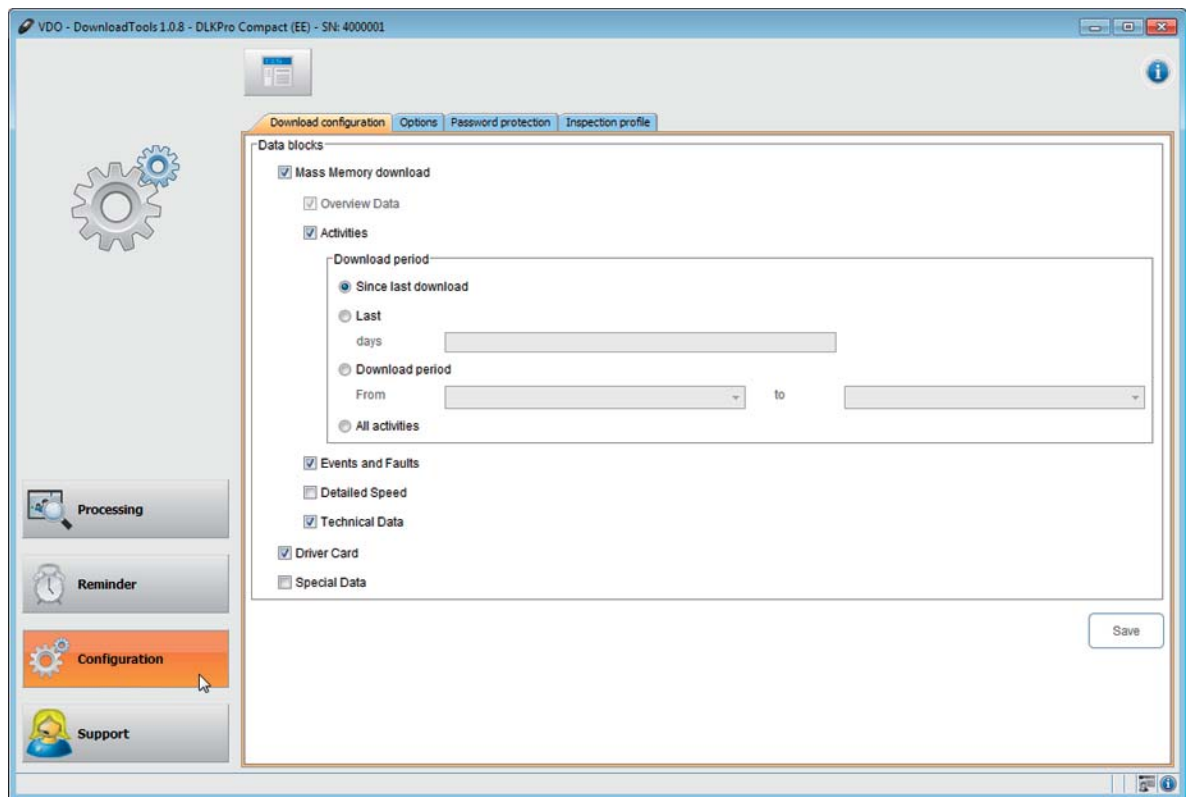 VDO - DownloadTools 1.0.8 - DLKPro Compact (EE) - SN: 4000001
Download configuration Options Password protection Inspection profile
Data blocks
Mass Memory download
Overview Data
Activities
Download period
Since last download
Last
days
Download period
From to
All activities
Events and Faults
Detailed Speed
Technical Data
Driver Card
Special Data
Save
Processing
Reminder
Configuration
Support